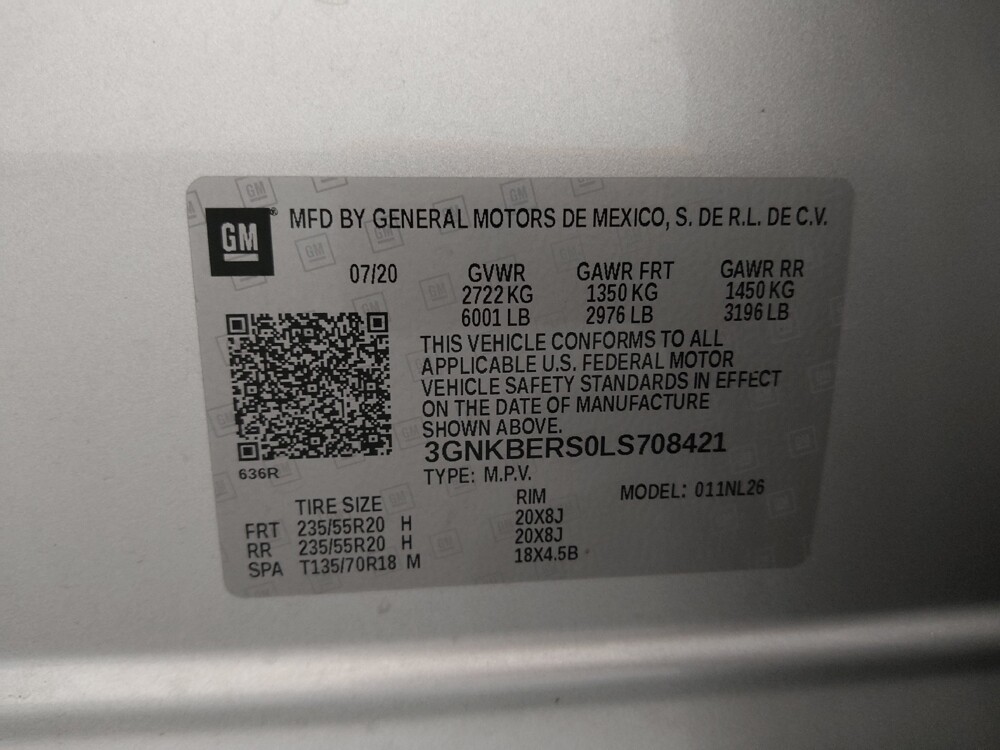 GM ® MFD BY GENERAL MOTORS DE MEXICO, S. DE R.L. DE C.V.
07/20 GVWR GAWR FRT GAWR RR
2722 KG 1350 KG 1450 KG
6001 LB 2976 LB 3196 LB
THIS VEHICLE CONFORMS TO ALL
APPLICABLE U.S. FEDERAL MOTOR
VEHICLE SAFETY STANDARDS IN EFFECT
ON THE DATE OF MANUFACTURE
SHOWN ABOVE.
3GNKBERS0LS708421
636R
TYPE: M.P.V.
TIRE SIZE RIM MODEL: 011NL26
FRT 235/55R20 H 20X8J
RR 235/55R20 H 20X8J
SPA T135/70R18 M 18X4.5B